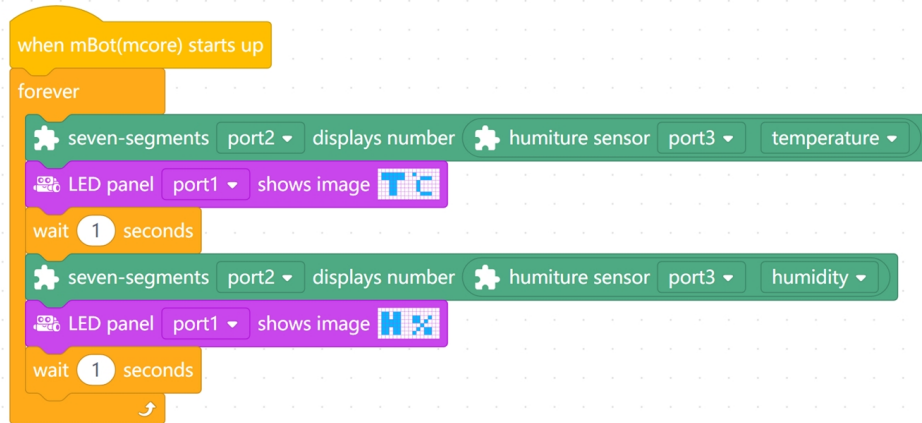 when mBot(mcore) starts up
forever
seven-segments port2 displays number humiture sensor port3 temperature
LED panel port1 shows image T°C
wait 1 seconds
seven-segments port2 displays number humiture sensor port3 humidity
LED panel port1 shows image H %
wait 1 seconds